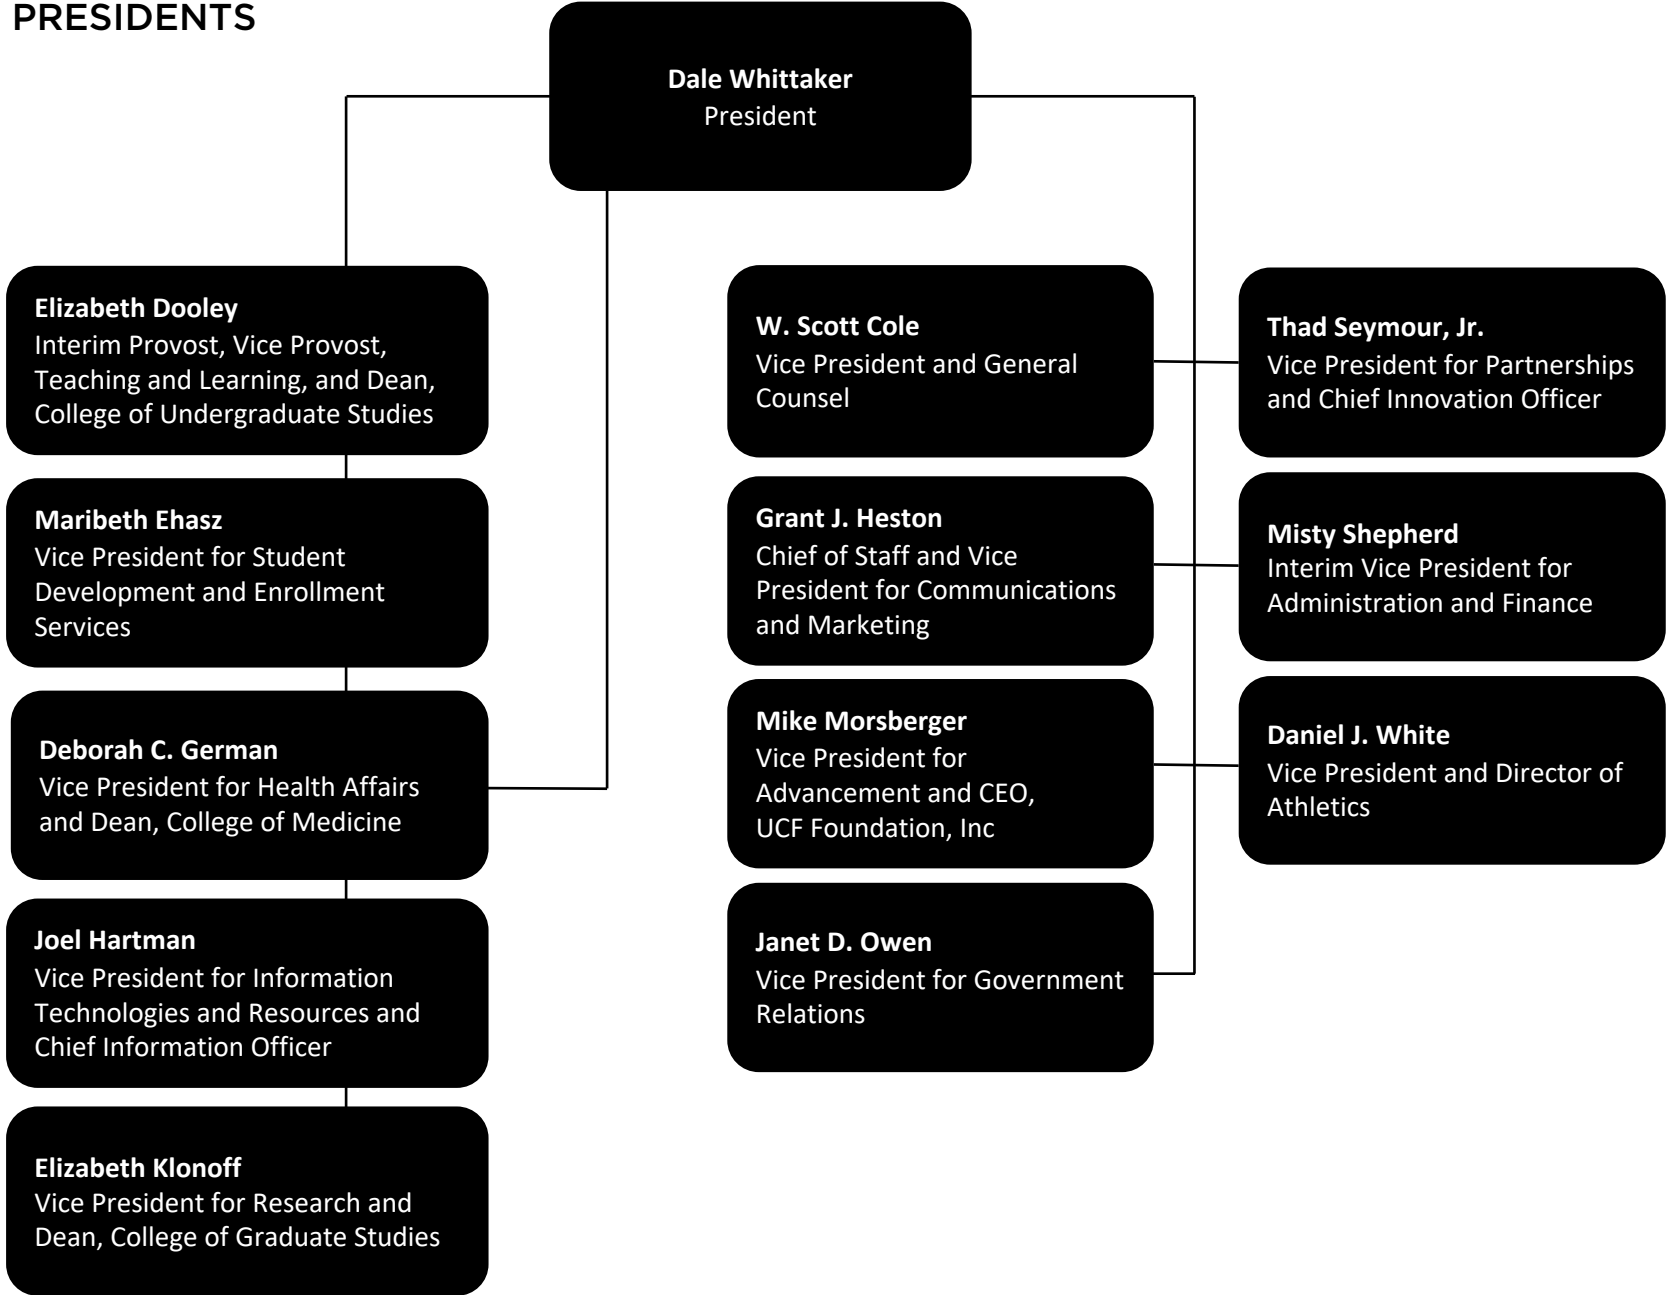 PRESIDENTS
Dale Whittaker
President
Elizabeth Dooley
Interim Provost, Vice Provost,
Teaching and Learning, and Dean,
College of Undergraduate Studies
Maribeth Ehasz
Vice President for Student
Development and Enrollment
Services
Deborah C. German
Vice President for Health Affairs
and Dean, College of Medicine
Joel Hartman
Vice President for Information
Technologies and Resources and
Chief Information Officer
Elizabeth Klonoff
Vice President for Research and
Dean, College of Graduate Studies
W. Scott Cole
Vice President and General
Counsel
Grant J. Heston
Chief of Staff and Vice
President for Communications
and Marketing
Mike Morsberger
Vice President for
Advancement and CEO,
UCF Foundation, Inc
Janet D. Owen
Vice President for Government
Relations
Thad Seymour, Jr.
Vice President for Partnerships
and Chief Innovation Officer
Misty Shepherd
Interim Vice President for
Administration and Finance
Daniel J. White
Vice President and Director of
Athletics